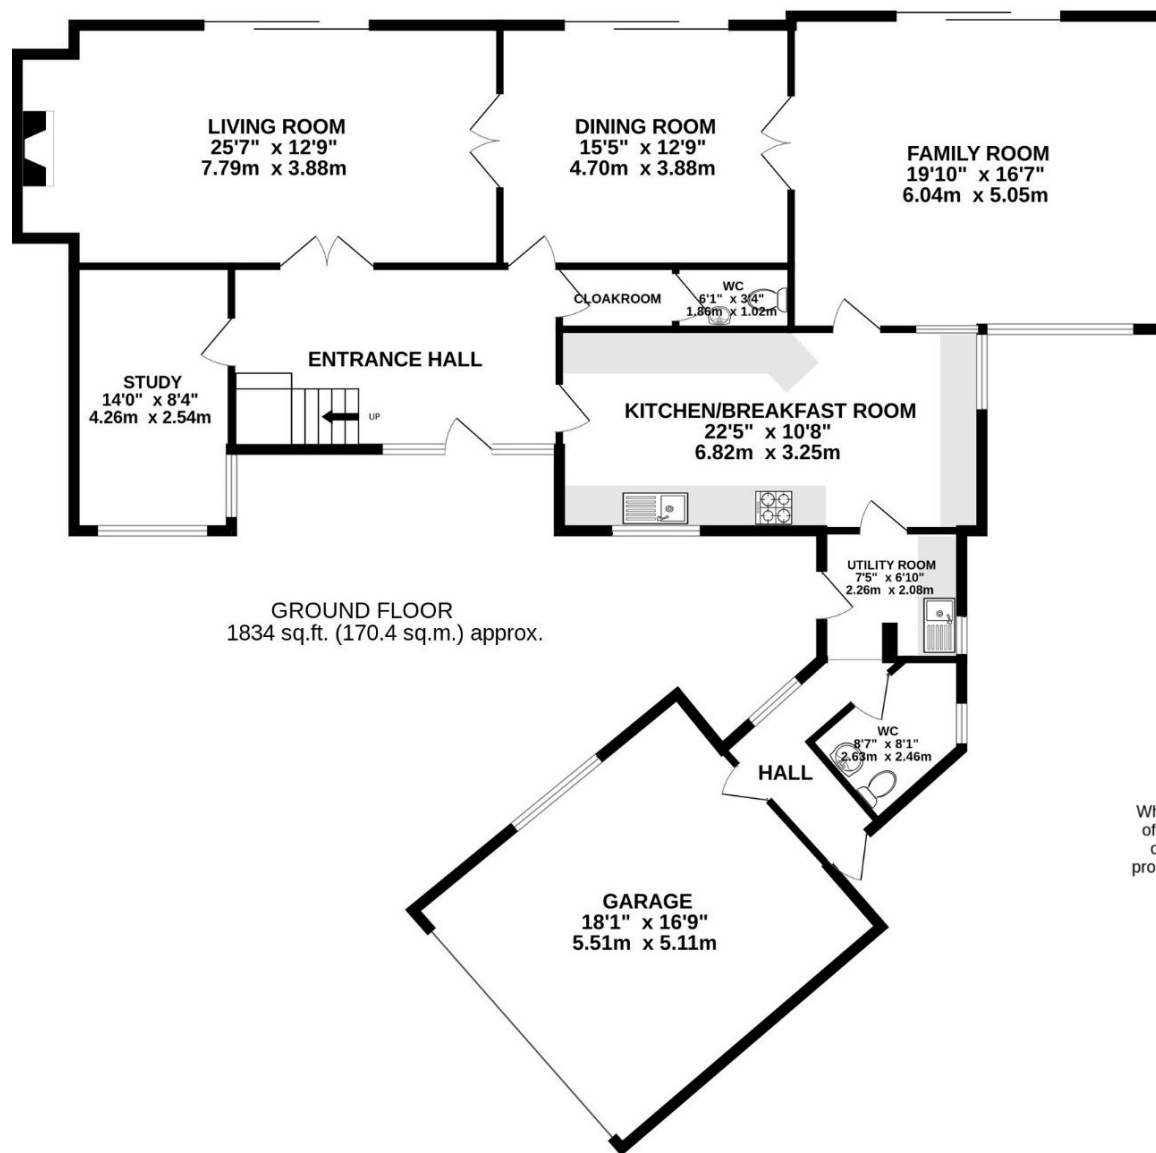 LIVING ROOM
25'7" x 12'9"
7.79m x 3.88m
DINING ROOM
15'5" x 12'9"
4.70m x 3.88m
FAMILY ROOM
19'10" x 16'7"
6.04m x 5.05m
CLOAKROOM
WC
6'1" x 3'4"
1.86m x 1.02m
ENTRANCE HALL
UP
STUDY
14'0" x 8'4"
4.26m x 2.54m
KITCHEN/BREAKFAST ROOM
22'5" x 10'8"
6.82m x 3.25m
UTILITY ROOM
7'5" x 6'10"
2.26m x 2.08m
GROUND FLOOR
1834 sq.ft. (170.4 sq.m.) approx.
WC
8'7" x 8'1"
2.63m x 2.46m
HALL
GARAGE
18'1" x 16'9"
5.51m x 5.11m
of